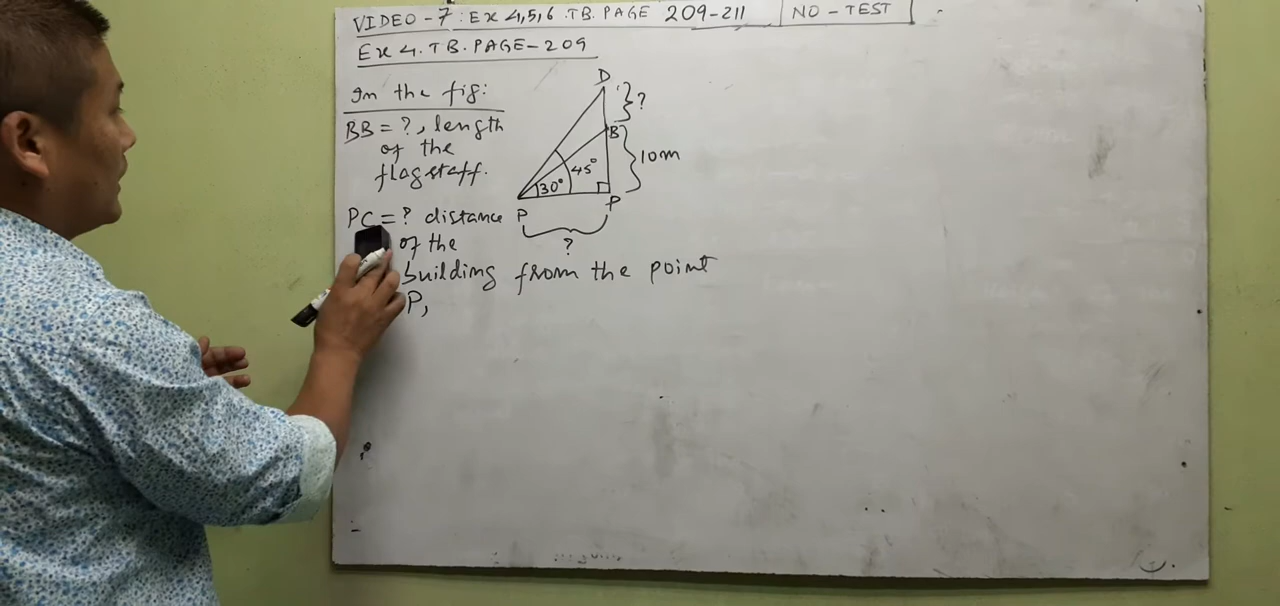 VIDEO-7: EX 4,5,6.TB.PAGE 209-211 NO-TEST
EX 4.TB.PAGE-209
In the fig:
BB=?, length
of the
flagstaff.
PC=? distance
of the
building from the point
P,
D
?
B
10m
45°
30°
P
P
?